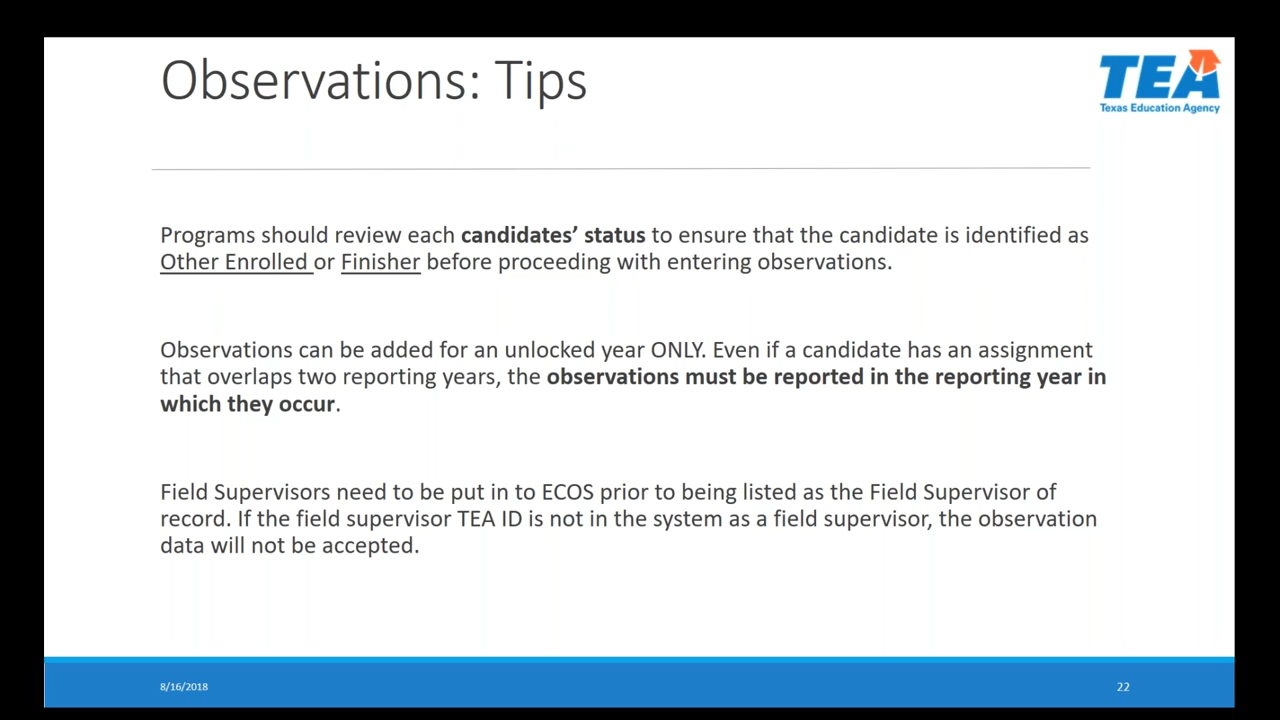 Observations: Tips
TEA
Texas Education Agency
Programs should review each candidates’ status to ensure that the candidate is identified as
Other Enrolled or Finisher before proceeding with entering observations.
Observations can be added for an unlocked year ONLY. Even if a candidate has an assignment
that overlaps two reporting years, the observations must be reported in the reporting year in
which they occur.
Field Supervisors need to be put in to ECOS prior to being listed as the Field Supervisor of
record. If the field supervisor TEA ID is not in the system as a field supervisor, the observation
data will not be accepted.
8/16/2018
22